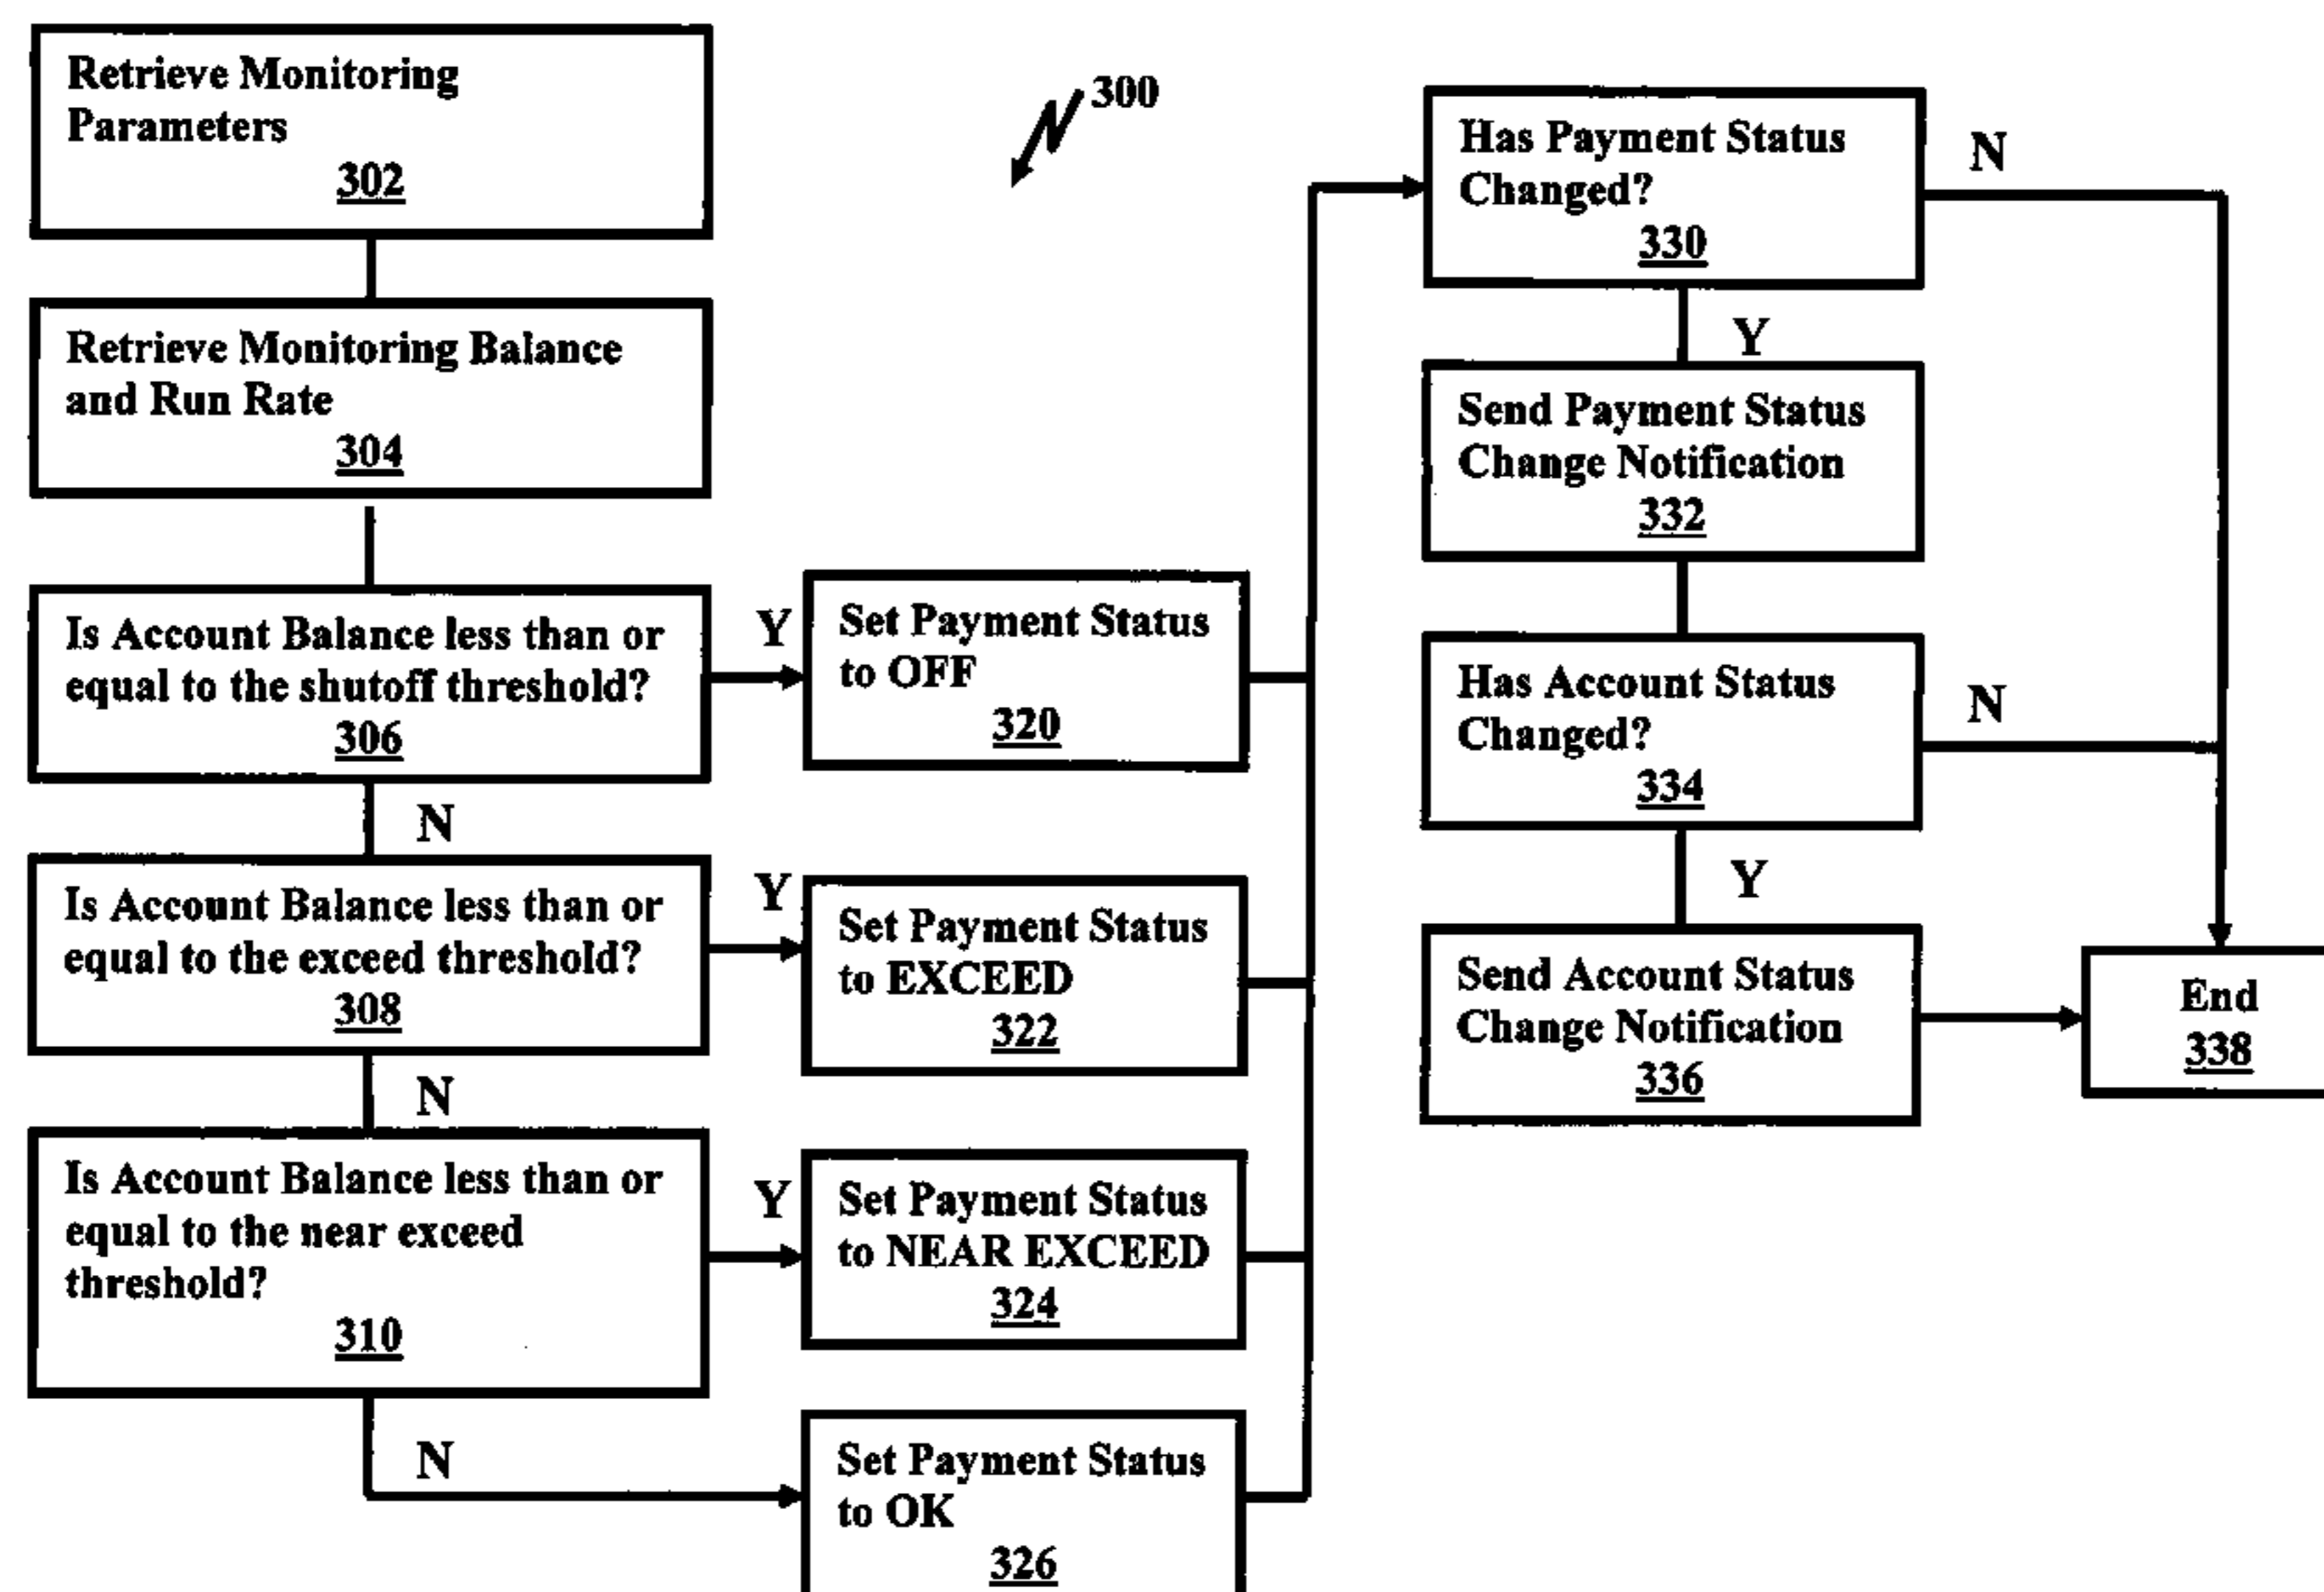 Retrieve Monitoring
Parameters
302
Retrieve Monitoring Balance
and Run Rate
304
Is Account Balance less than or
equal to the shutoff threshold?
306
N
Is Account Balance less than or
equal to the exceed threshold?
308
N
Is Account Balance less than or
equal to the near exceed
threshold?
310
N
Y
Set Payment Status
to OFF
320
Y
Set Payment Status
to EXCEED
322
Y
Set Payment Status
to NEAR EXCEED
324
Set Payment Status
to OK
326
300
Has Payment Status
Changed?
330
N
Y
Send Payment Status
Change Notification
332
Has Account Status
Changed?
334
N
Y
Send Account Status
Change Notification
336
End
338